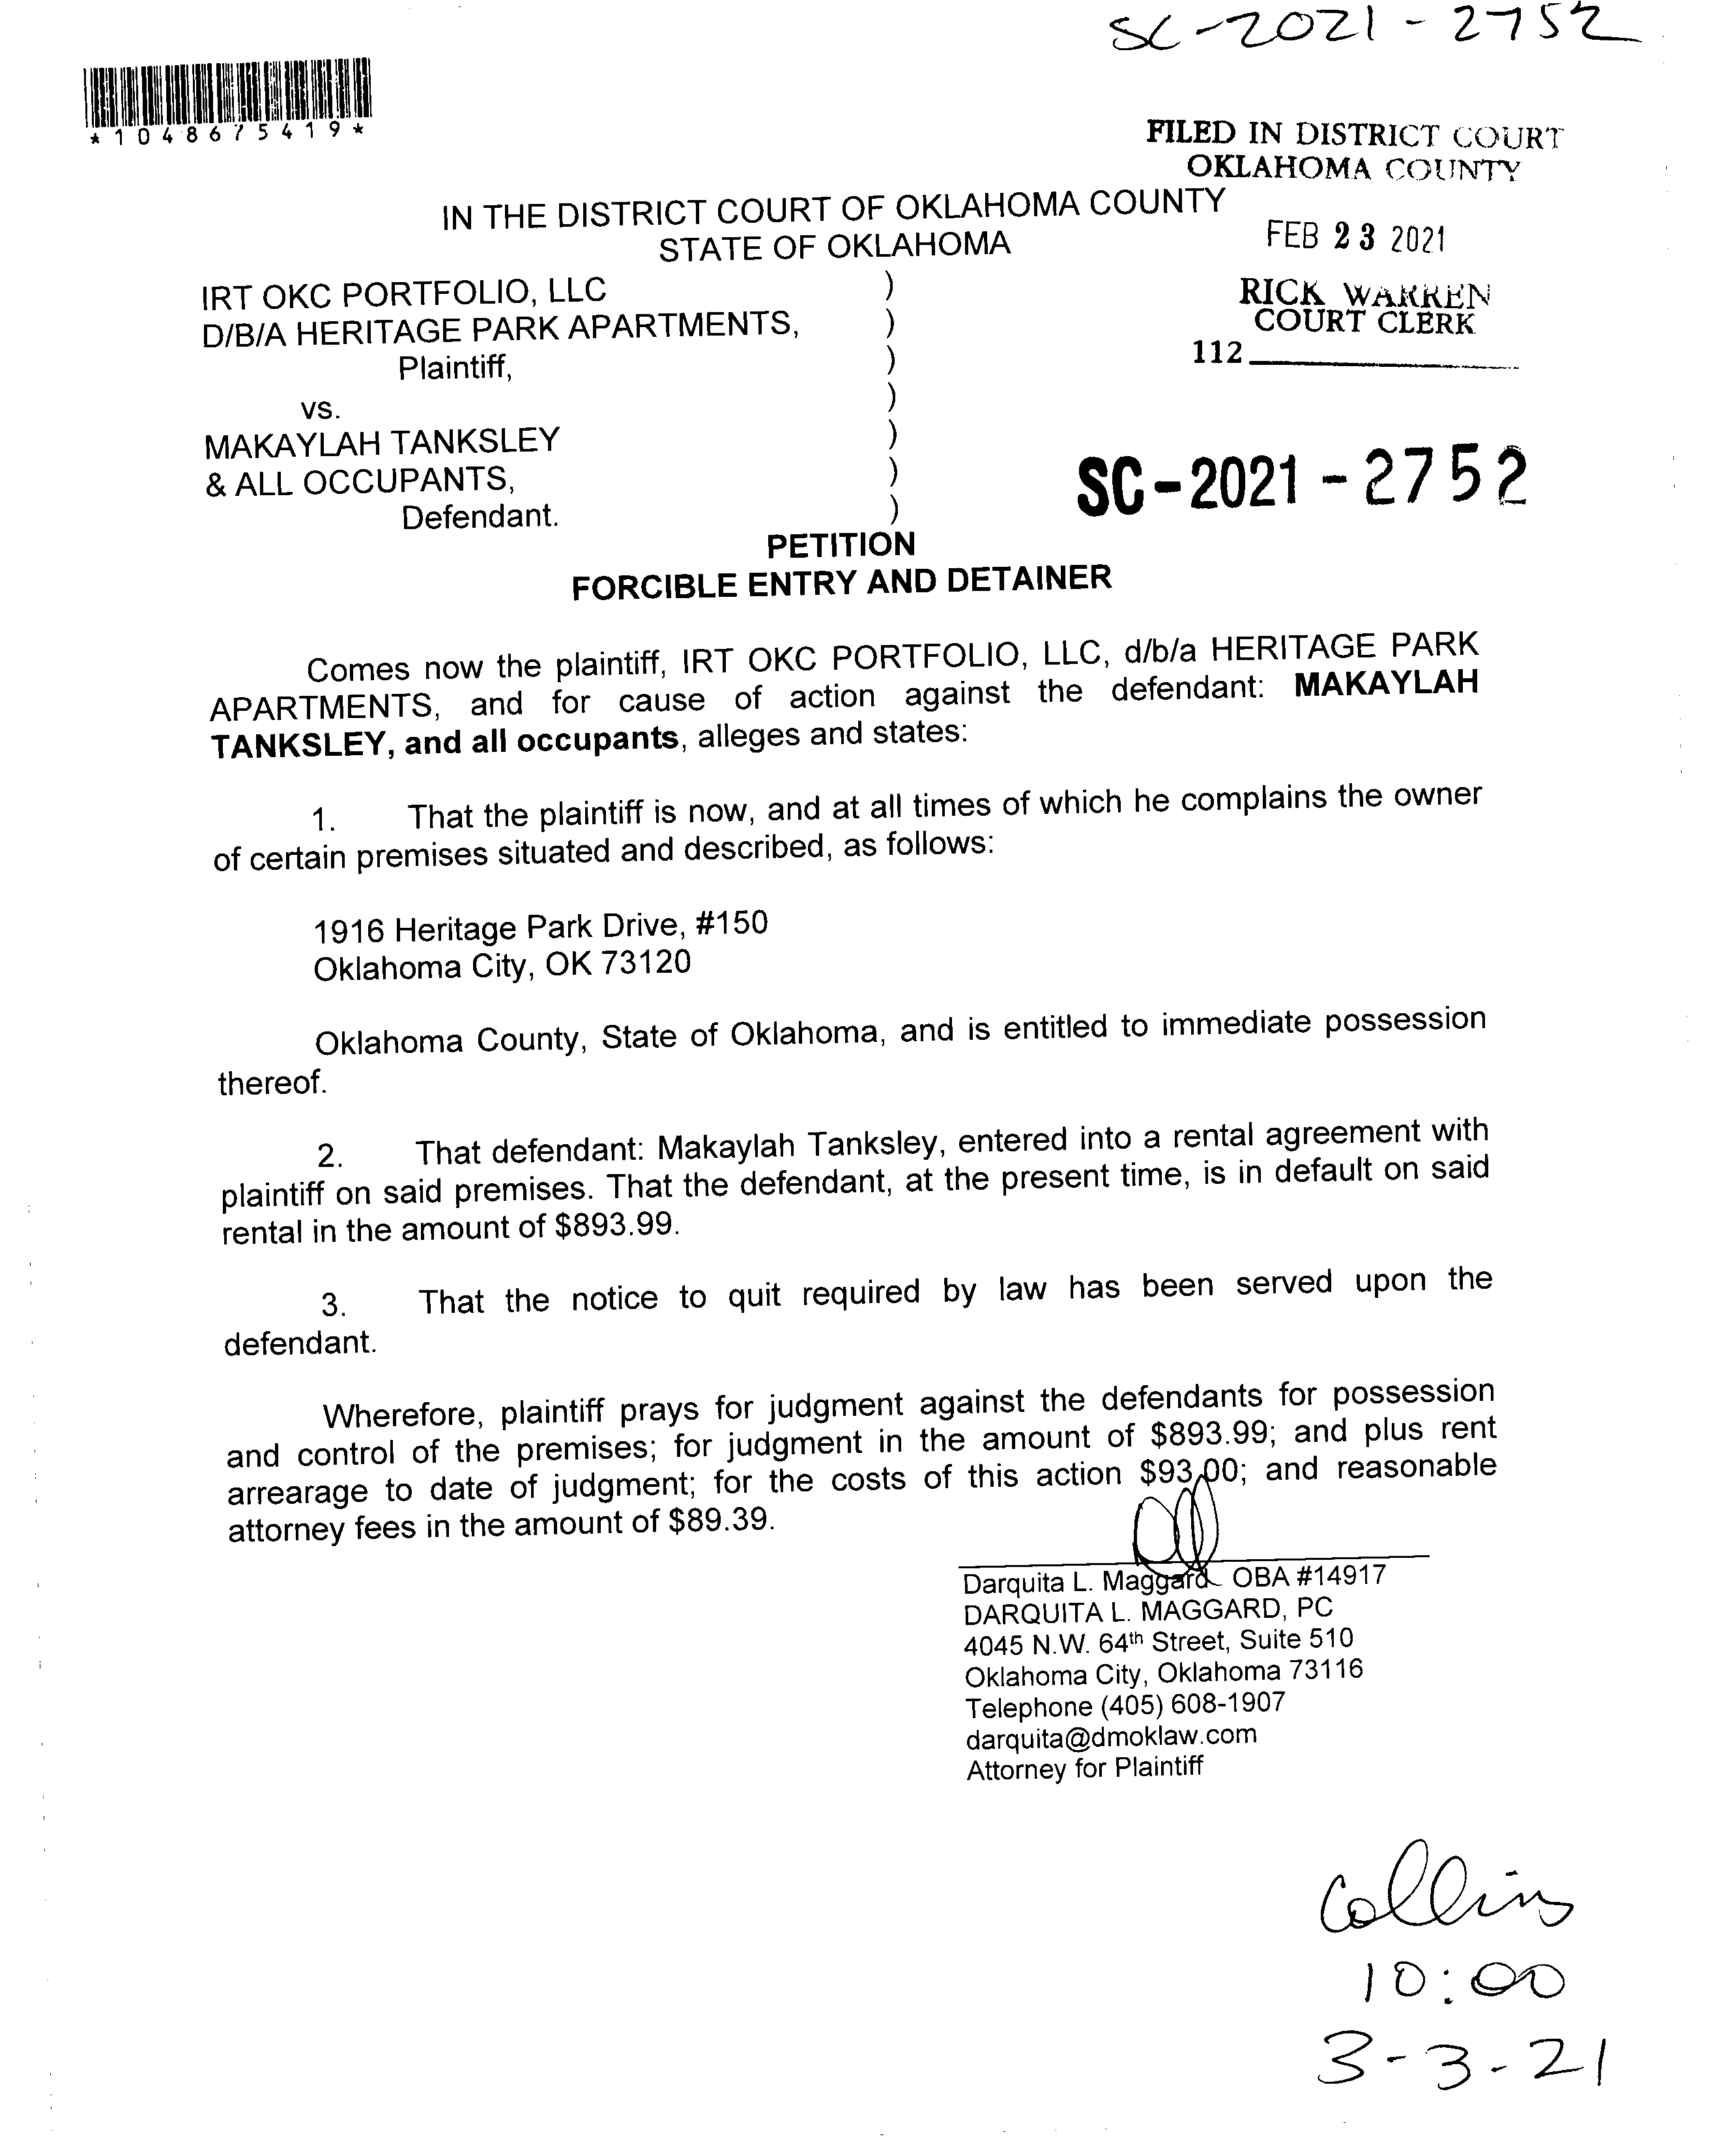 SC-2021-2752
*1048675419*
FILED IN DISTRICT COURT
OKLAHOMA COUNTY
IN THE DISTRICT COURT OF OKLAHOMA COUNTY
STATE OF OKLAHOMA
FEB 23 2021
RICK WARREN
COURT CLERK
112
IRT OKC PORTFOLIO, LLC )
D/B/A HERITAGE PARK APARTMENTS, )
Plaintiff, )
vs. )
MAKAYLAH TANKSLEY )
& ALL OCCUPANTS, )
Defendant. )
SC-2021-2752
PETITION
FORCIBLE ENTRY AND DETAINER
Comes now the plaintiff, IRT OKC PORTFOLIO, LLC, d/b/a HERITAGE PARK
APARTMENTS, and for cause of action against the defendant: MAKAYLAH
TANKSLEY, and all occupants, alleges and states:
1. That the plaintiff is now, and at all times of which he complains the owner
of certain premises situated and described, as follows:
1916 Heritage Park Drive, #150
Oklahoma City, OK 73120
Oklahoma County, State of Oklahoma, and is entitled to immediate possession
thereof.
2. That defendant: Makaylah Tanksley, entered into a rental agreement with
plaintiff on said premises. That the defendant, at the present time, is in default on said
rental in the amount of $893.99.
3. That the notice to quit required by law has been served upon the
defendant.
Wherefore, plaintiff prays for judgment against the defendants for possession
and control of the premises; for judgment in the amount of $893.99; and plus rent
arrearage to date of judgment; for the costs of this action $93.00; and reasonable
attorney fees in the amount of $89.39.
Darquita L. Maggard OBA #14917
DARQUITA L. MAGGARD, PC
4045 N.W. 64th Street, Suite 510
Oklahoma City, Oklahoma 73116
Telephone (405) 608-1907
darquita@dmoklaw.com
Attorney for Plaintiff
Collins
10:00
3-3-21